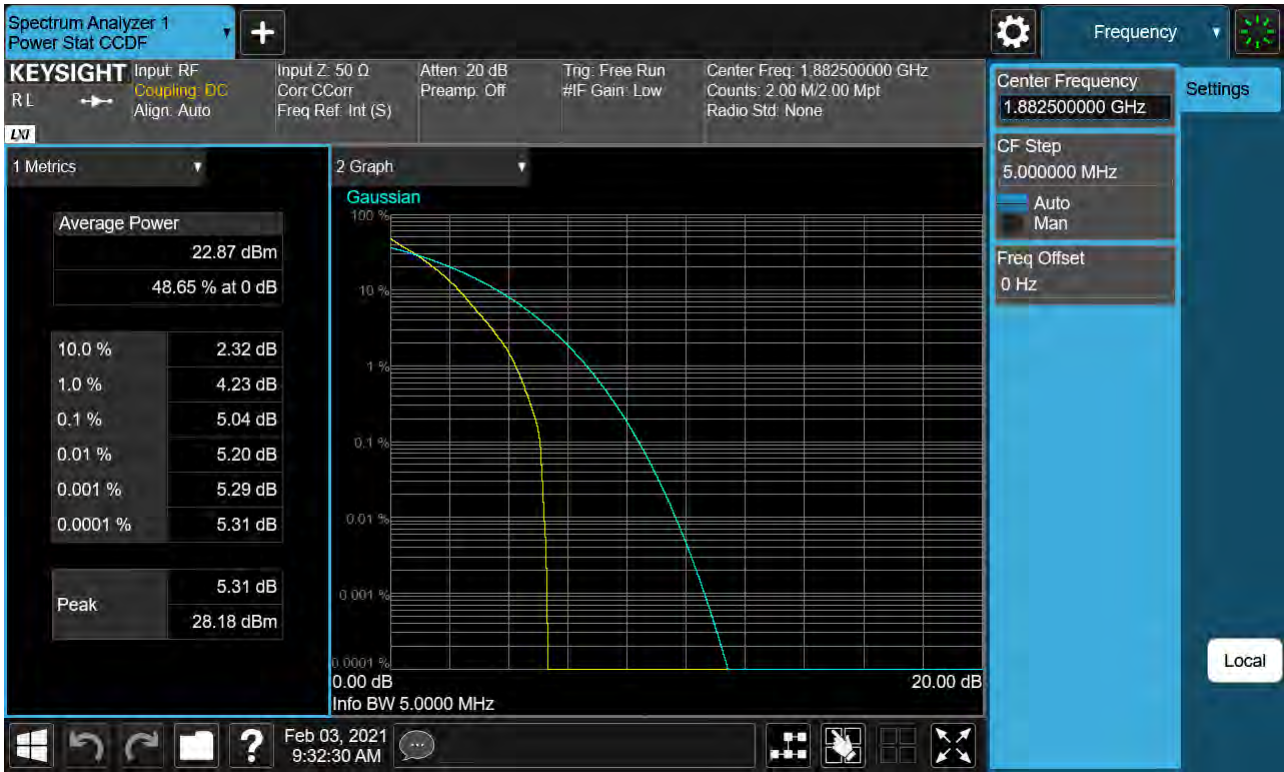 Spectrum Analyzer 1
Power Stat CCDF
+
Frequency
KEYSIGHT
R L
LXI
Input: RF
Coupling: DC
Align: Auto
Input Z: 50 Ω
Corr CCorr
Freq Ref: Int (S)
Atten: 20 dB
Preamp: Off
Trig: Free Run
#IF Gain: Low
Center Freq: 1.882500000 GHz
Counts: 2.00 M/2.00 Mpt
Radio Std: None
Center Frequency
1.882500000 GHz
Settings
CF Step
5.000000 MHz
Auto
Man
Freq Offset
0 Hz
1 Metrics
Average Power
22.87 dBm
48.65 % at 0 dB
10.0 % 2.32 dB
1.0 % 4.23 dB
0.1 % 5.04 dB
0.01 % 5.20 dB
0.001 % 5.29 dB
0.0001 % 5.31 dB
Peak
5.31 dB
28.18 dBm
2 Graph
Gaussian
100 %
10 %
1 %
0.1 %
0.01 %
0.001 %
0.0001 %
0.00 dB 20.00 dB
Info BW 5.0000 MHz
Local
?
Feb 03, 2021
9:32:30 AM